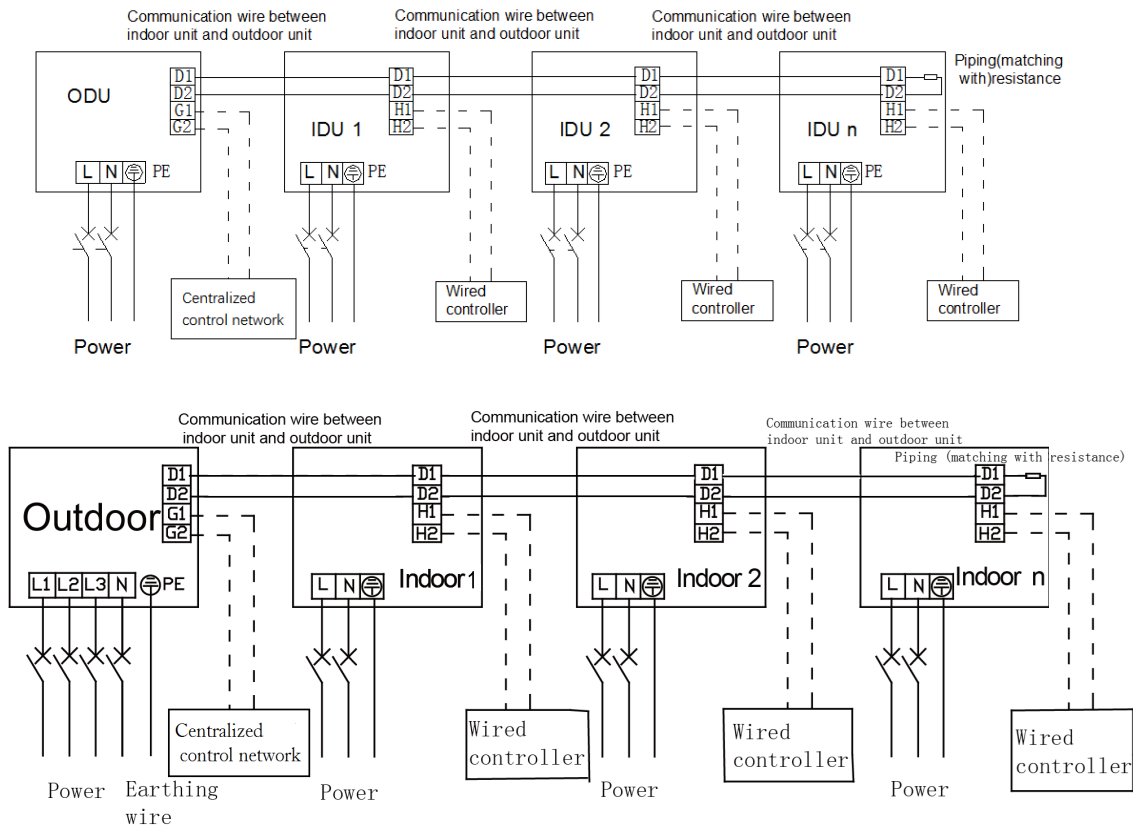 Communication wire between
indoor unit and outdoor unit
Communication wire between
indoor unit and outdoor unit
Communication wire between
indoor unit and outdoor unit
ODU
D1
D2
G1
G2
L N PE
Power
Centralized
control network
IDU 1
D1
D2
H1
H2
L N PE
Power
Wired
controller
IDU 2
D1
D2
H1
H2
L N PE
Power
Wired
controller
IDU n
D1
D2
H1
H2
L N PE
Power
Wired
controller
Piping(matching
with)resistance
Communication wire between
indoor unit and outdoor unit
Communication wire between
indoor unit and outdoor unit
Communication wire between
indoor unit and outdoor unit
Piping (matching with resistance)
Outdoor
D1
D2
G1
G2
L1 L2 L3 N PE
Power
Earthing
wire
Centralized
control network
D1
D2
H1
H2
Indoor 1
L N
Power
Wired
controller
D1
D2
H1
H2
Indoor 2
L N
Power
Wired
controller
D1
D2
H1
H2
Indoor n
L N
Power
Wired
controller